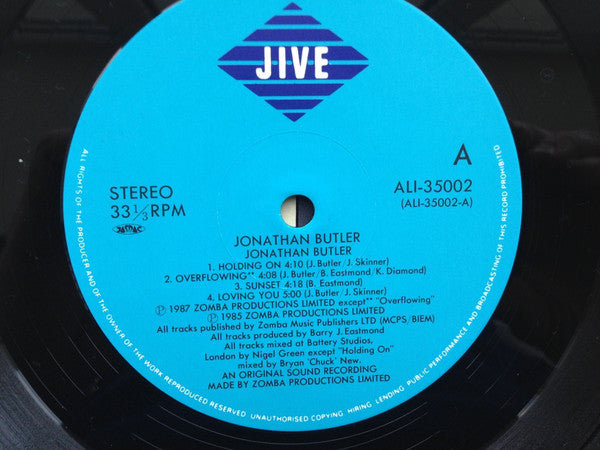 JIVE
A
STEREO
33 1/3 RPM
JASRAC
ALI-35002
(ALI-35002-A)
JONATHAN BUTLER
JONATHAN BUTLER
1. HOLDING ON 4:10 (J. Butler/J. Skinner)
2. OVERFLOWING** 4:08 (J. Butler/B. Eastmond/K. Diamond)
3. SUNSET 4:18 (B. Eastmond)
4. LOVING YOU 5:00 (J. Butler/J. Skinner)
℗ 1987 ZOMBA PRODUCTIONS LIMITED except** "Overflowing"
℗ 1985 ZOMBA PRODUCTIONS LIMITED
All tracks published by Zomba Music Publishers LTD (MCPS/BIEM)
All tracks produced by Barry J. Eastmond
All tracks mixed at Battery Studios,
London by Nigel Green except "Holding On"
mixed by Bryan 'Chuck' New.
AN ORIGINAL SOUND RECORDING
MADE BY ZOMBA PRODUCTIONS LIMITED
ALL RIGHTS OF THE PRODUCER AND OF THE OWNER OF THE WORK REPRODUCED RESERVED. UNAUTHORISED COPYING, HIRING, LENDING, PUBLIC PERFORMANCE AND BROADCASTING OF THIS RECORD PROHIBITED